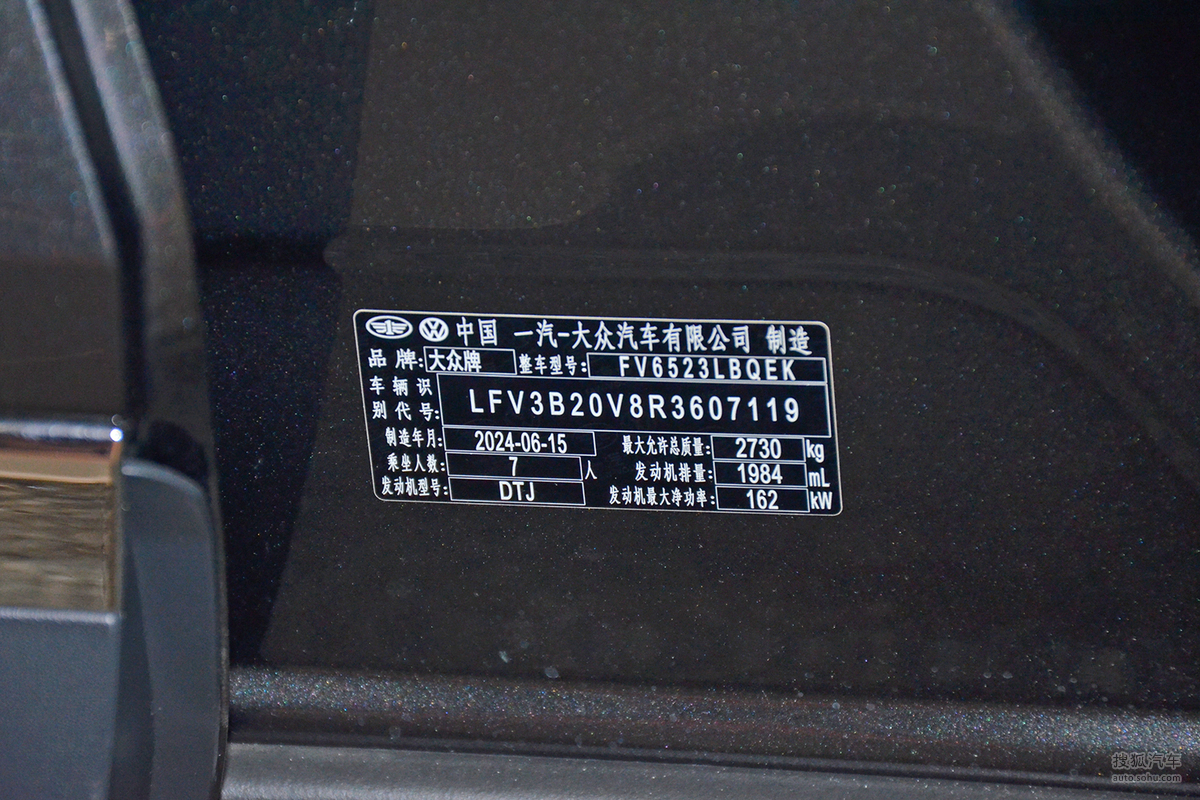 中国 一汽-大众汽车有限公司 制造
品牌:大众牌 整车型号:FV6523LBQEK
车辆识别代号:LFV3B20V8R3607119
制造年月:2024-06-15 最大允许总质量:2730 kg
乘坐人数:7 人 发动机排量:1984 mL
发动机型号:DTJ 发动机最大净功率:162 kW
搜狐汽车
auto.sohu.com